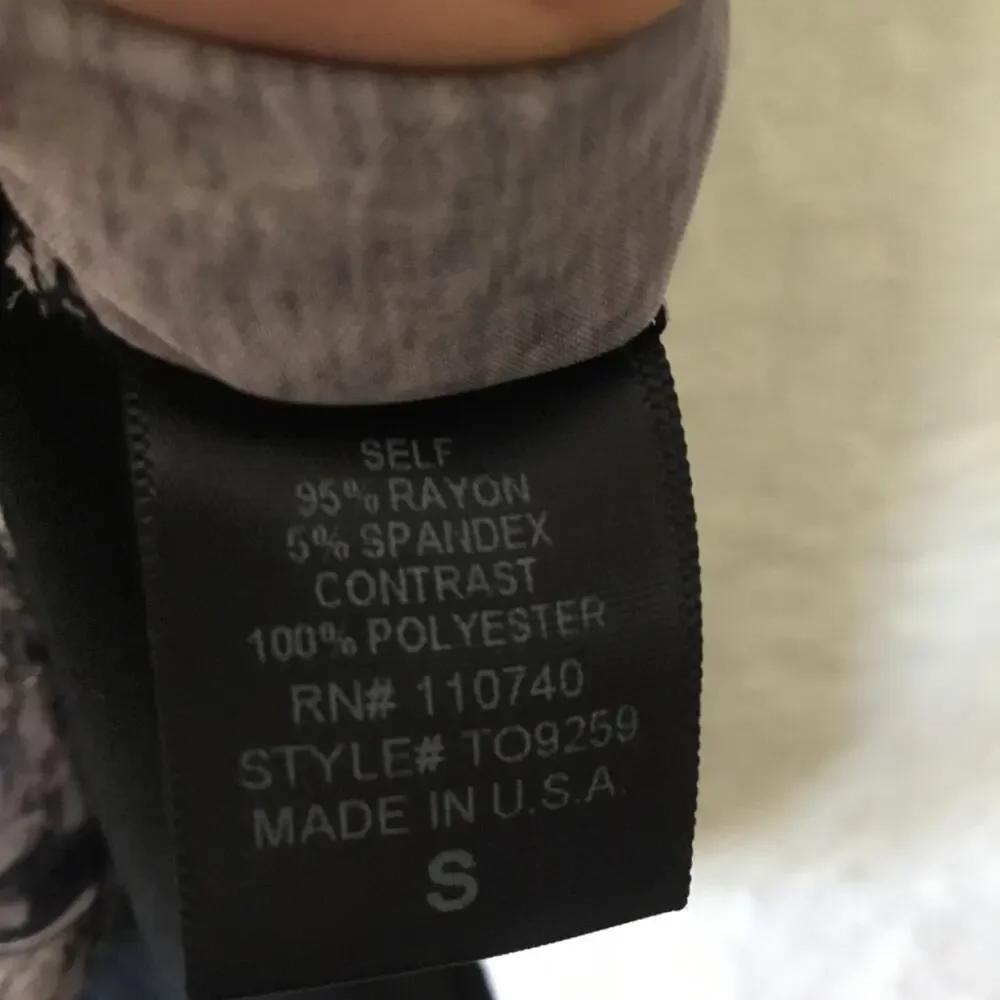 SELF
95% RAYON
5% SPANDEX
CONTRAST
100% POLYESTER
RN# 110740
STYLE# TO9259
MADE IN U.S.A.
S